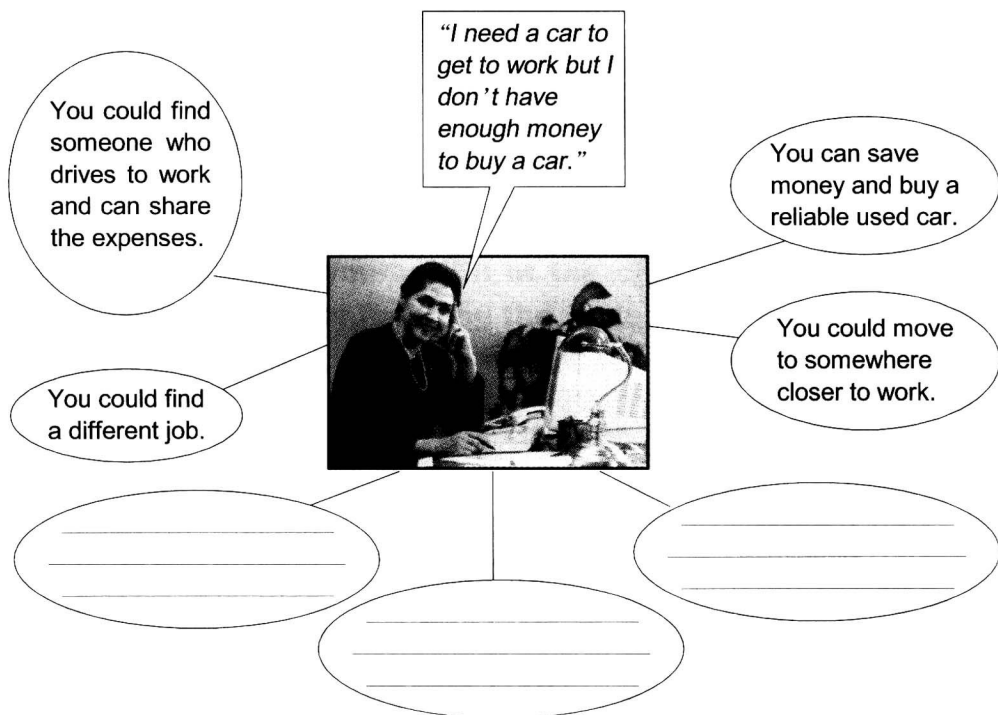 "I need a car to
get to work but I
don't have
enough money
to buy a car."
You could find
someone who
drives to work
and can share
the expenses.
You can save
money and buy a
reliable used car.
You could find
a different job.
You could move
to somewhere
closer to work.